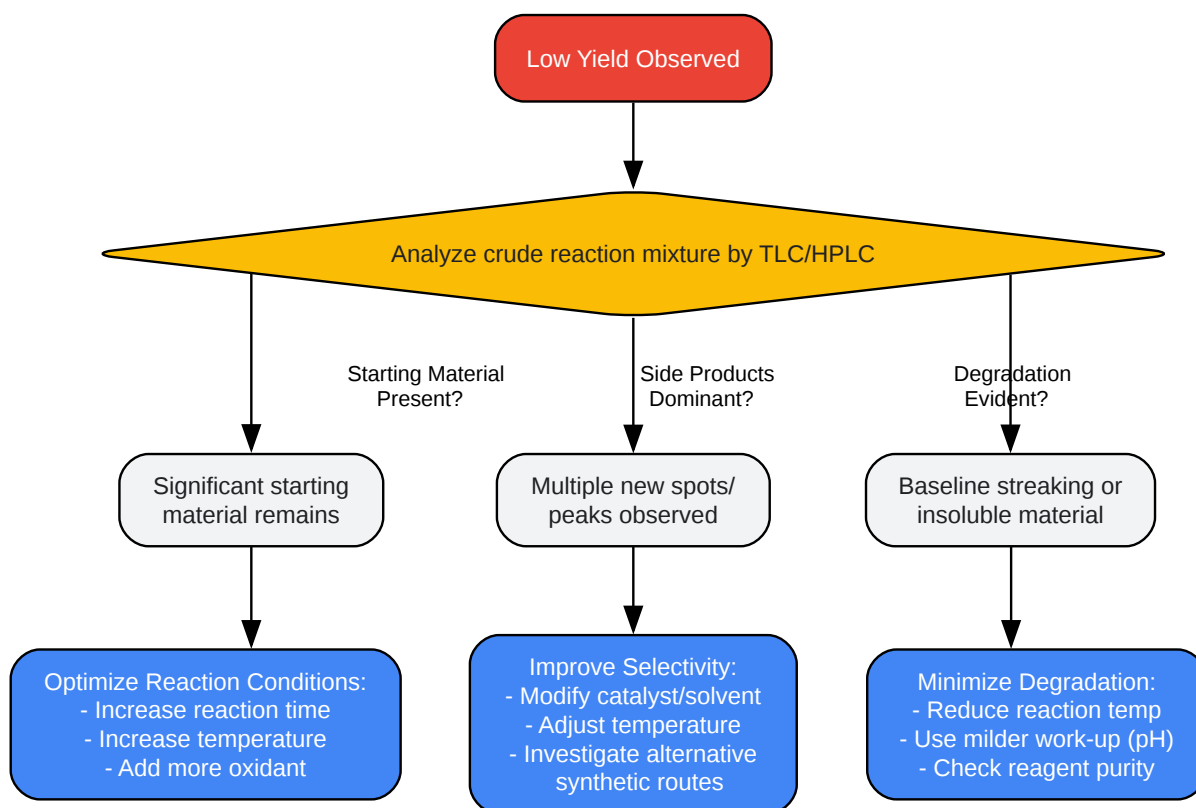 Low Yield Observed
Analyze crude reaction mixture by TLC/HPLC
Starting Material
Present?
Side Products
Dominant?
Degradation
Evident?
Significant starting
material remains
Multiple new spots/
peaks observed
Baseline streaking or
insoluble material
Optimize Reaction Conditions:
- Increase reaction time
- Increase temperature
- Add more oxidant
Improve Selectivity:
- Modify catalyst/solvent
- Adjust temperature
- Investigate alternative
synthetic routes
Minimize Degradation:
- Reduce reaction temp
- Use milder work-up (pH)
- Check reagent purity